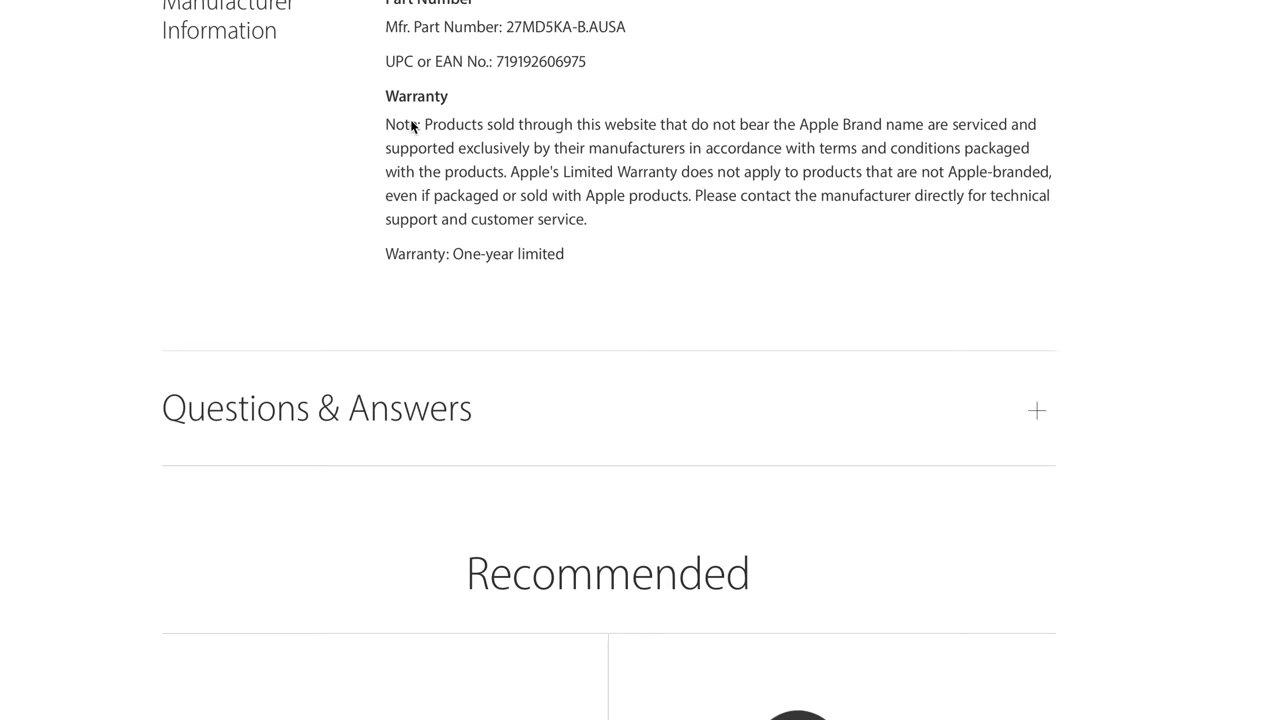 Manufacturer
Part Number
Information
Mfr. Part Number: 27MD5KA-B.AUSA
UPC or EAN No.: 719192606975
Warranty
Note: Products sold through this website that do not bear the Apple Brand name are serviced and
supported exclusively by their manufacturers in accordance with terms and conditions packaged
with the products. Apple's Limited Warranty does not apply to products that are not Apple-branded,
even if packaged or sold with Apple products. Please contact the manufacturer directly for technical
support and customer service.
Warranty: One-year limited
Questions & Answers
Recommended